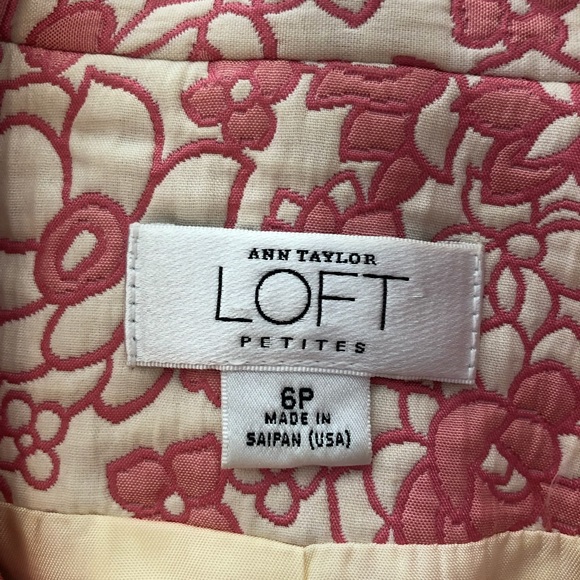 ANN TAYLOR
LOFT
PETITES
6P
MADE IN
SAIPAN (USA)